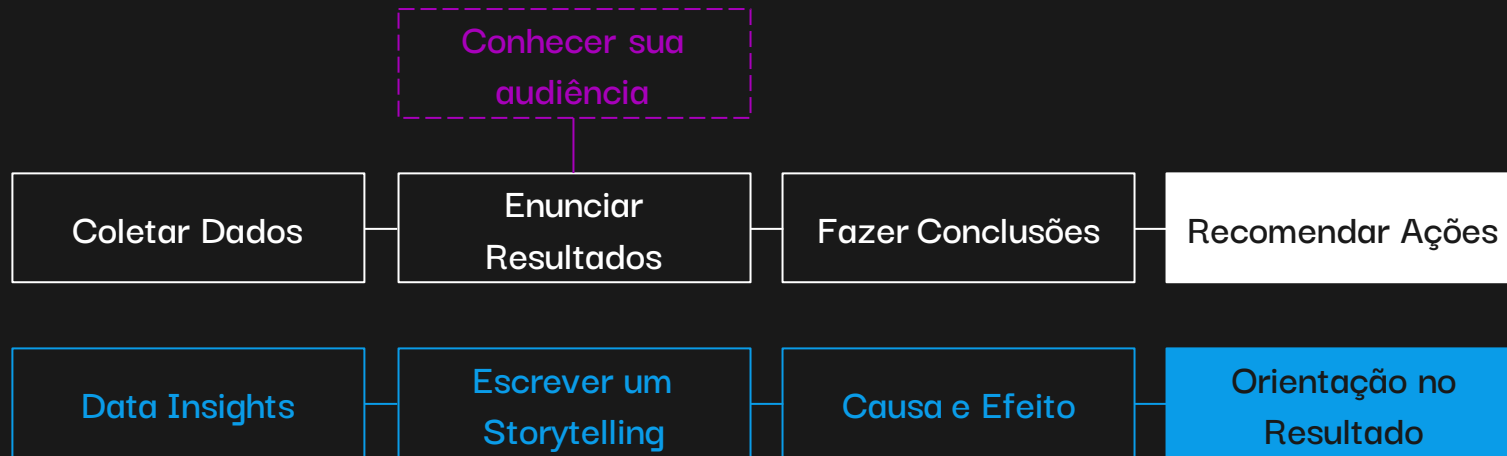 Conhecer sua
audiência
Coletar Dados
Enunciar
Resultados
Fazer Conclusões
Recomendar Ações
Data Insights
Escrever um
Storytelling
Causa e Efeito
Orientação no
Resultado